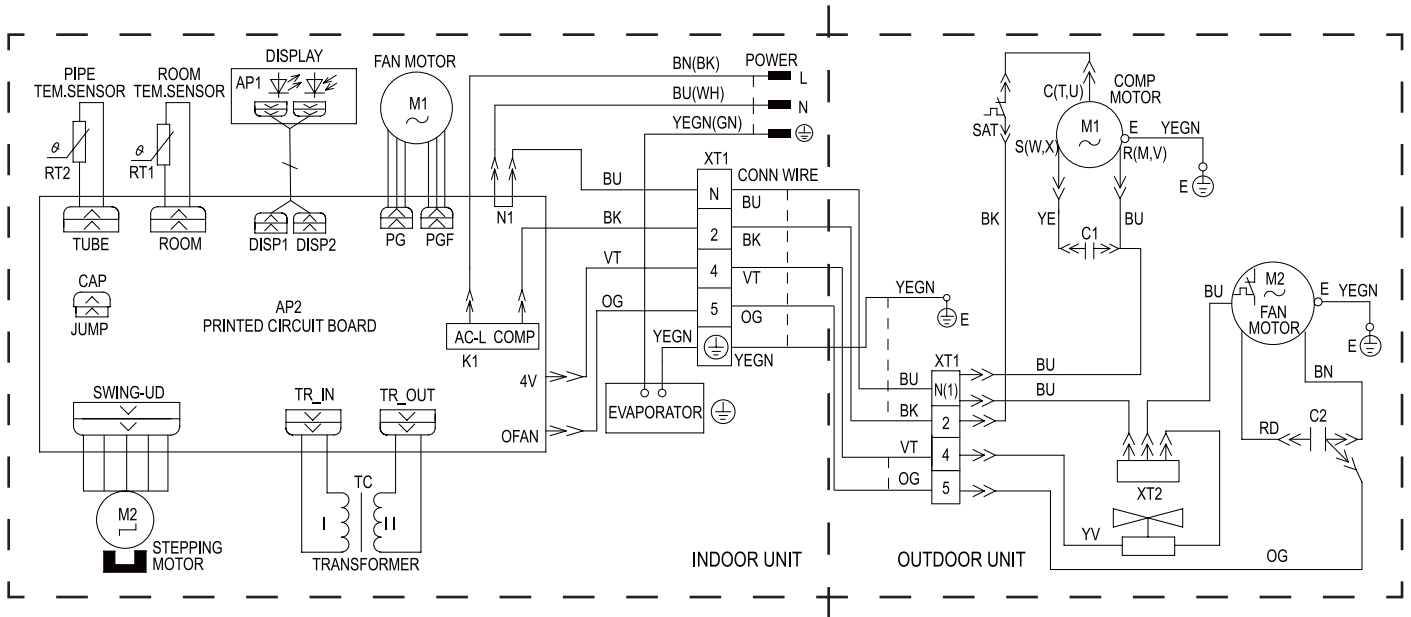 PIPE
TEM.SENSOR
ROOM
TEM.SENSOR
DISPLAY
AP1
FAN MOTOR
M1
BN(BK)
POWER
L
BU(WH)
N
YEGN(GN)
θ
RT2
θ
RT1
XT1
CONN WIRE
BU
N
BU
N1
BK
2
BK
VT
4
VT
OG
5
OG
YEGN
YEGN
TUBE
ROOM
DISP1
DISP2
PG
PGF
CAP
JUMP
AP2
PRINTED CIRCUIT BOARD
AC-L
COMP
K1
4V
OFAN
EVAPORATOR
SWING-UD
TR_IN
TR_OUT
M2
STEPPING
MOTOR
TC
I
II
TRANSFORMER
INDOOR UNIT
OUTDOOR UNIT
C(T,U)
COMP
MOTOR
SAT
M1
E
YEGN
S(W,X)
R(M,V)
E
BK
YE
BU
C1
YEGN
E
BU
M2
FAN
MOTOR
E
YEGN
E
XT1
BU
N(1)
BU
BU
BK
2
VT
4
OG
5
BN
RD
C2
XT2
YV
OG